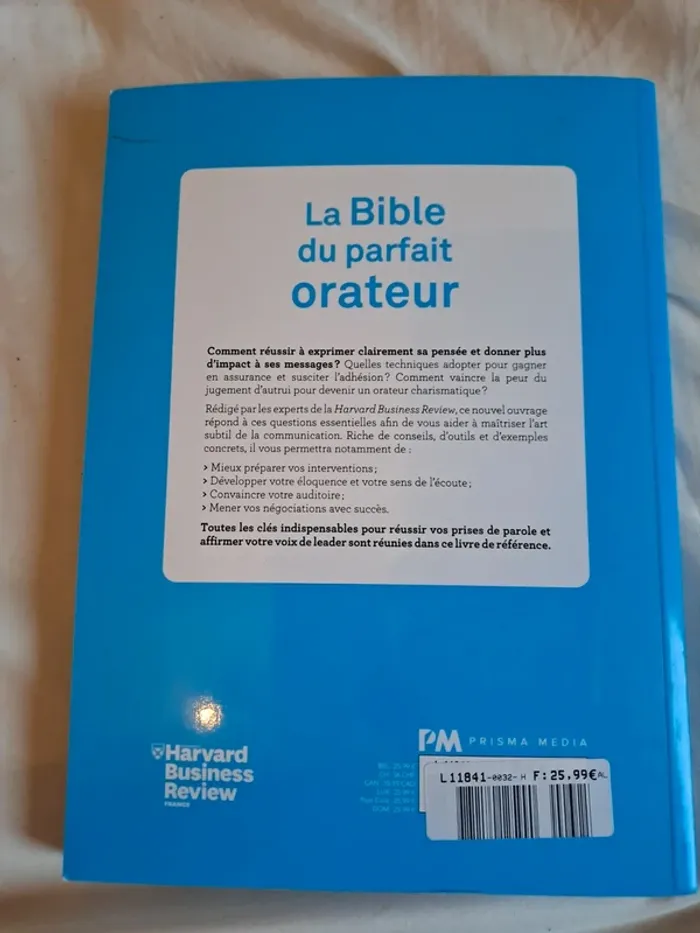 La Bible
du parfait
orateur
Comment réussir à exprimer clairement sa pensée et donner plus
d'impact à ses messages ? Quelles techniques adopter pour gagner
en assurance et susciter l'adhésion ? Comment vaincre la peur du
jugement d'autrui pour devenir un orateur charismatique ?
Rédigé par les experts de la Harvard Business Review, ce nouvel ouvrage
répond à ces questions essentielles afin de vous aider à maîtriser l'art
subtil de la communication. Riche de conseils, d'outils et d'exemples
concrets, il vous permettra notamment de :
> Mieux préparer vos interventions ;
> Développer votre éloquence et votre sens de l'écoute ;
> Convaincre votre auditoire ;
> Mener vos négociations avec succès.
Toutes les clés indispensables pour réussir vos prises de parole et
affirmer votre voix de leader sont réunies dans ce livre de référence.
Harvard
Business
Review
FRANCE
PM PRISMA MEDIA
L11841-0032-H F:25,99€ AL